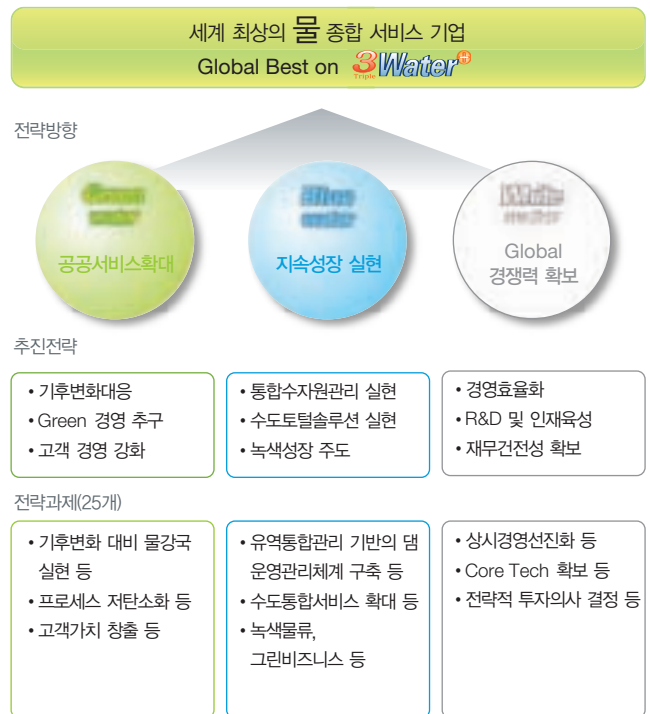 세계 최상의 물 종합 서비스 기업
Global Best on 3 Triple Water
전략방향
Green water
공공서비스확대
Blue water
지속성장 실현
White water
Global
경쟁력 확보
추진전략
• 기후변화대응
• Green 경영 추구
• 고객 경영 강화
• 통합수자원관리 실현
• 수도토털솔루션 실현
• 녹색성장 주도
• 경영효율화
• R&D 및 인재육성
• 재무건전성 확보
전략과제(25개)
• 기후변화 대비 물강국
실현 등
• 프로세스 저탄소화 등
• 고객가치 창출 등
• 유역통합관리 기반의 댐
운영관리체계 구축 등
• 수도통합서비스 확대 등
• 녹색물류,
그린비즈니스 등
• 상시경영선진화 등
• Core Tech 확보 등
• 전략적 투자의사 결정 등